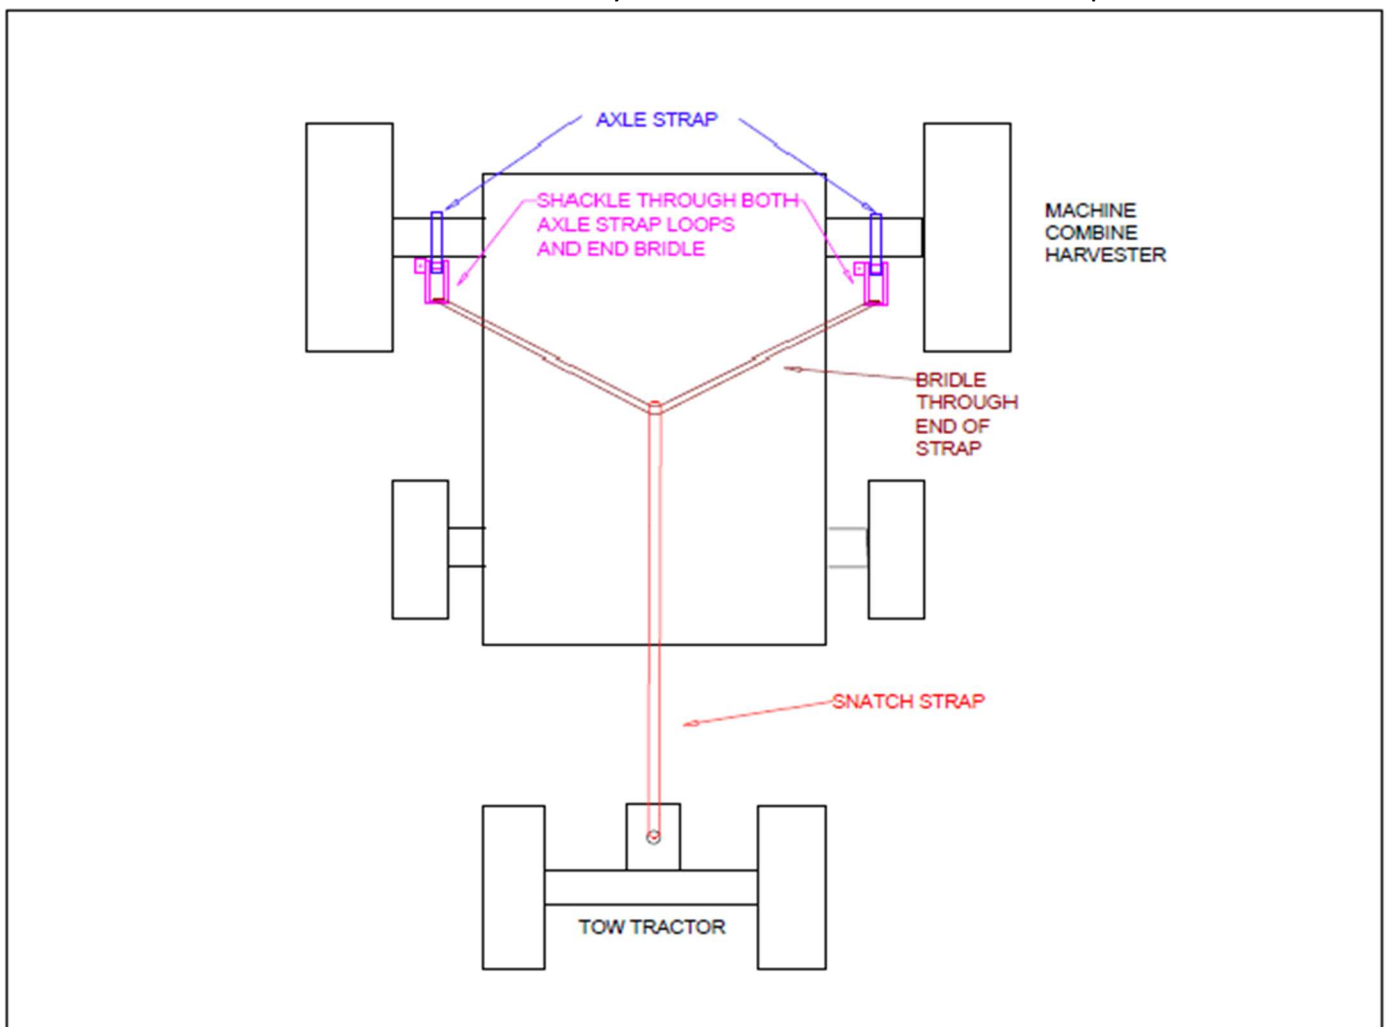 AXLE STRAP
SHACKLE THROUGH BOTH
AXLE STRAP LOOPS
AND END BRIDLE
MACHINE
COMBINE
HARVESTER
BRIDLE
THROUGH
END OF
STRAP
SNATCH STRAP
TOW TRACTOR